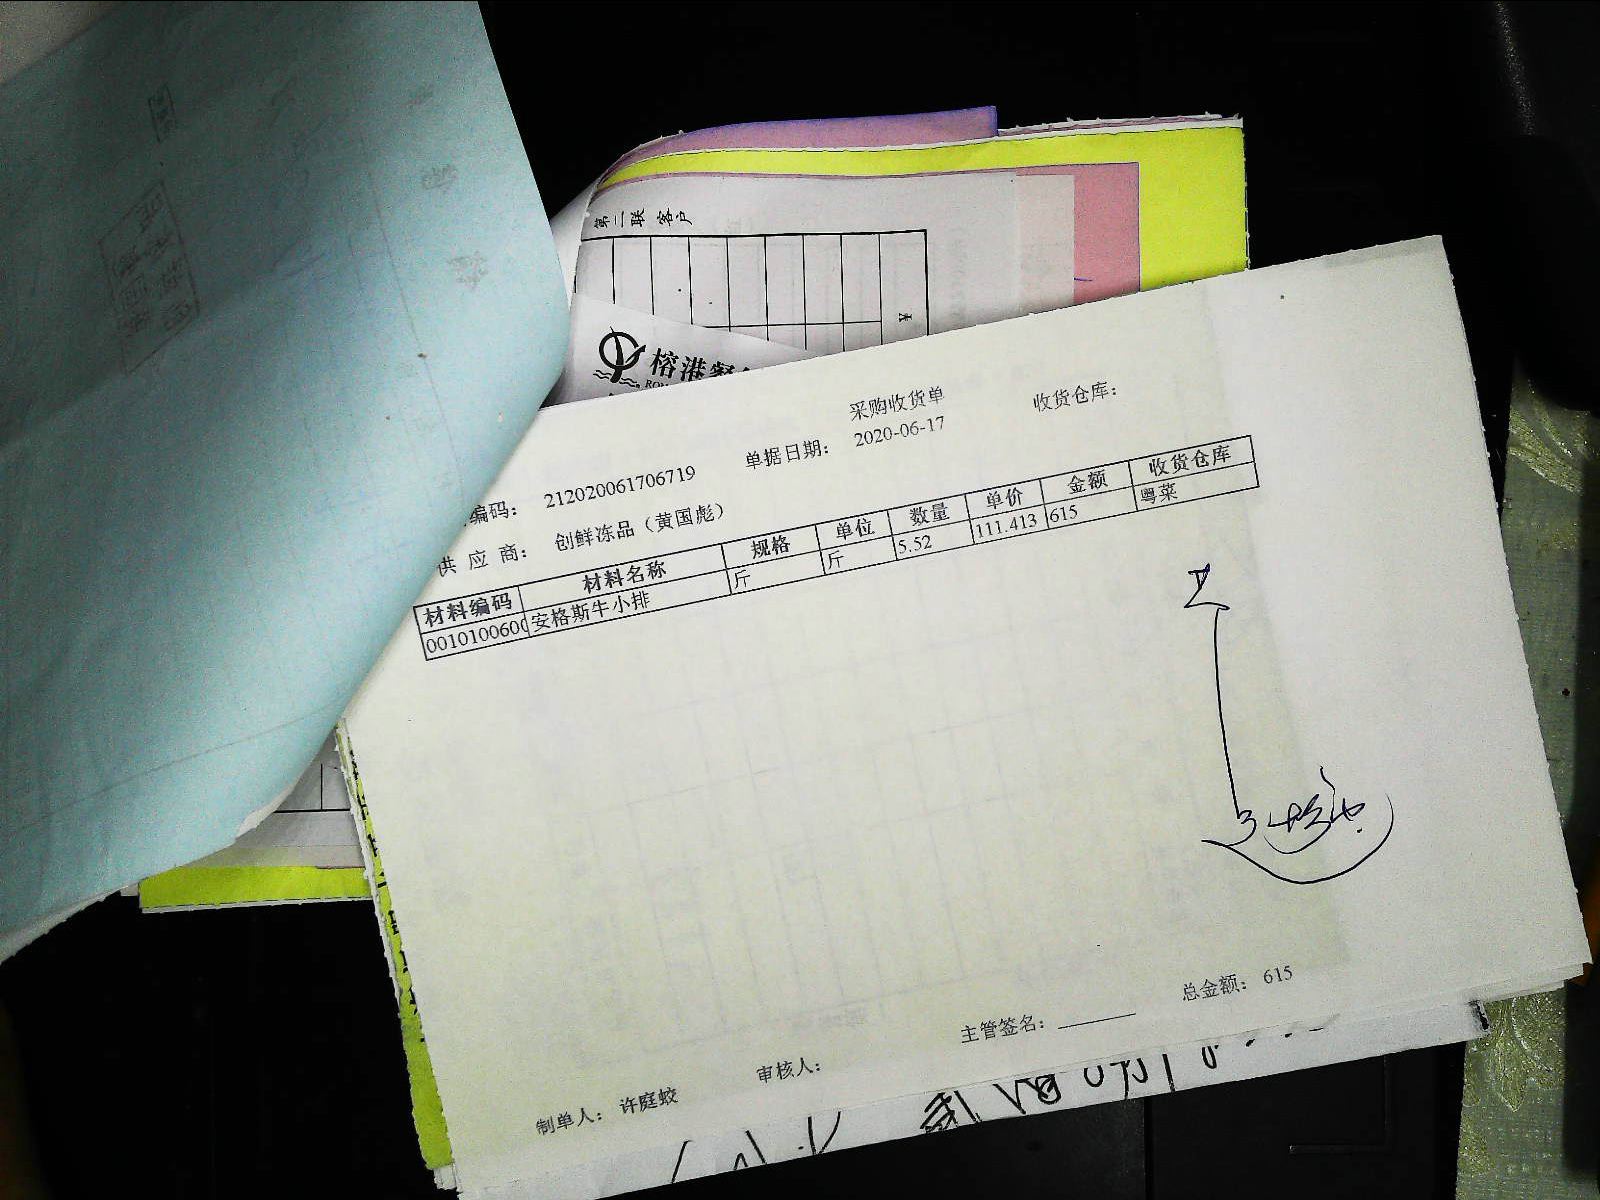 第二联 客户
¥
榕港餐
采购收货单
收货仓库：
编码： 212020061706719
单据日期： 2020-06-17
供 应 商： 创鲜冻品（黄国彪）
材料编码 材料名称 规格 单位 数量 单价 金额 收货仓库
0010100600 安格斯牛小排 斤 斤 5.52 111.413 615 粤菜
总金额： 615
主管签名：
审核人：
制单人： 许庭蛟